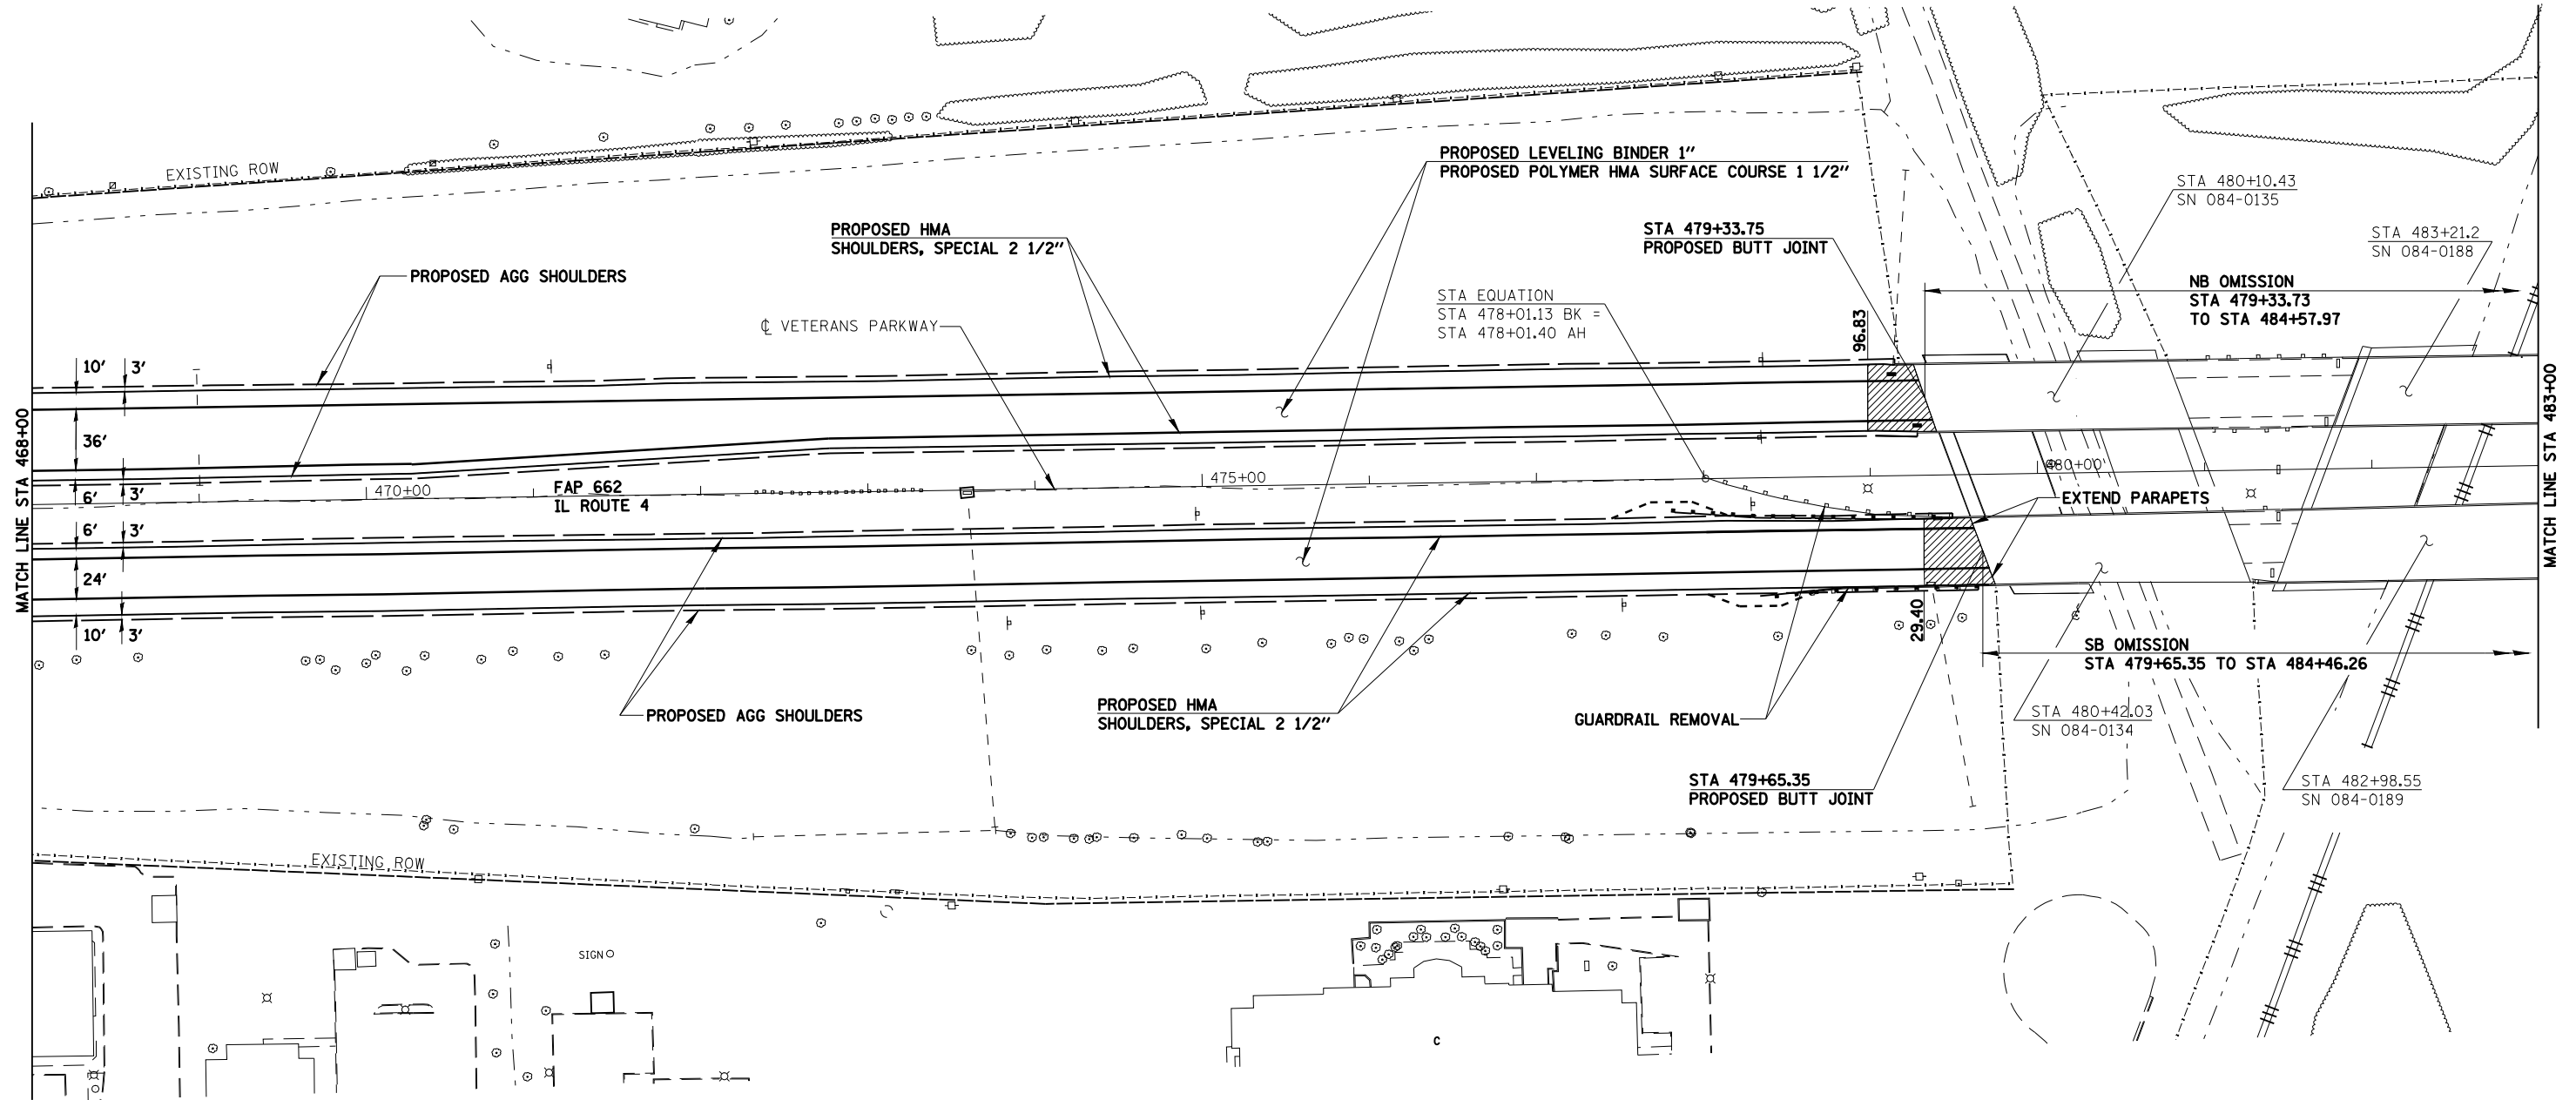 EXISTING ROW
PROPOSED LEVELING BINDER 1"
PROPOSED POLYMER HMA SURFACE COURSE 1 1/2"
STA 480+10.43
SN 084-0135
PROPOSED HMA
SHOULDERS, SPECIAL 2 1/2"
STA 479+33.75
PROPOSED BUTT JOINT
STA 483+21.2
SN 084-0188
PROPOSED AGG SHOULDERS
NB OMISSION
STA 479+33.73
TO STA 484+57.97
STA EQUATION
STA 478+01.13 BK =
STA 478+01.40 AH
℄ VETERANS PARKWAY
96.83
10' 3'
36'
6' 3'
6' 3'
24'
10' 3'
MATCH LINE STA 468+00
MATCH LINE STA 483+00
470+00
475+00
480+00
FAP 662
IL ROUTE 4
EXTEND PARAPETS
29.40
SB OMISSION
STA 479+65.35 TO STA 484+46.26
PROPOSED AGG SHOULDERS
PROPOSED HMA
SHOULDERS, SPECIAL 2 1/2"
GUARDRAIL REMOVAL
STA 480+42.03
SN 084-0134
STA 479+65.35
PROPOSED BUTT JOINT
STA 482+98.55
SN 084-0189
EXISTING ROW
SIGN
C